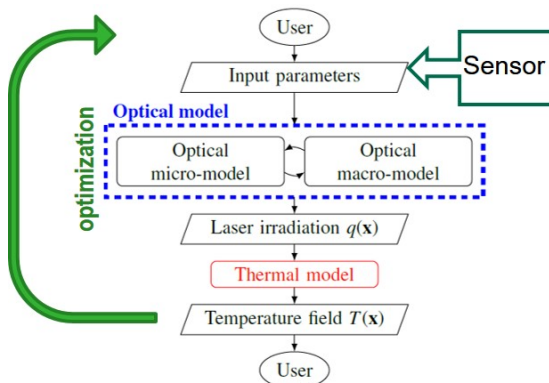 User
Input parameters
Sensor
Optical model
Optical
micro-model
Optical
macro-model
optimization
Laser irradiation q(x)
Thermal model
Temperature field T(x)
User